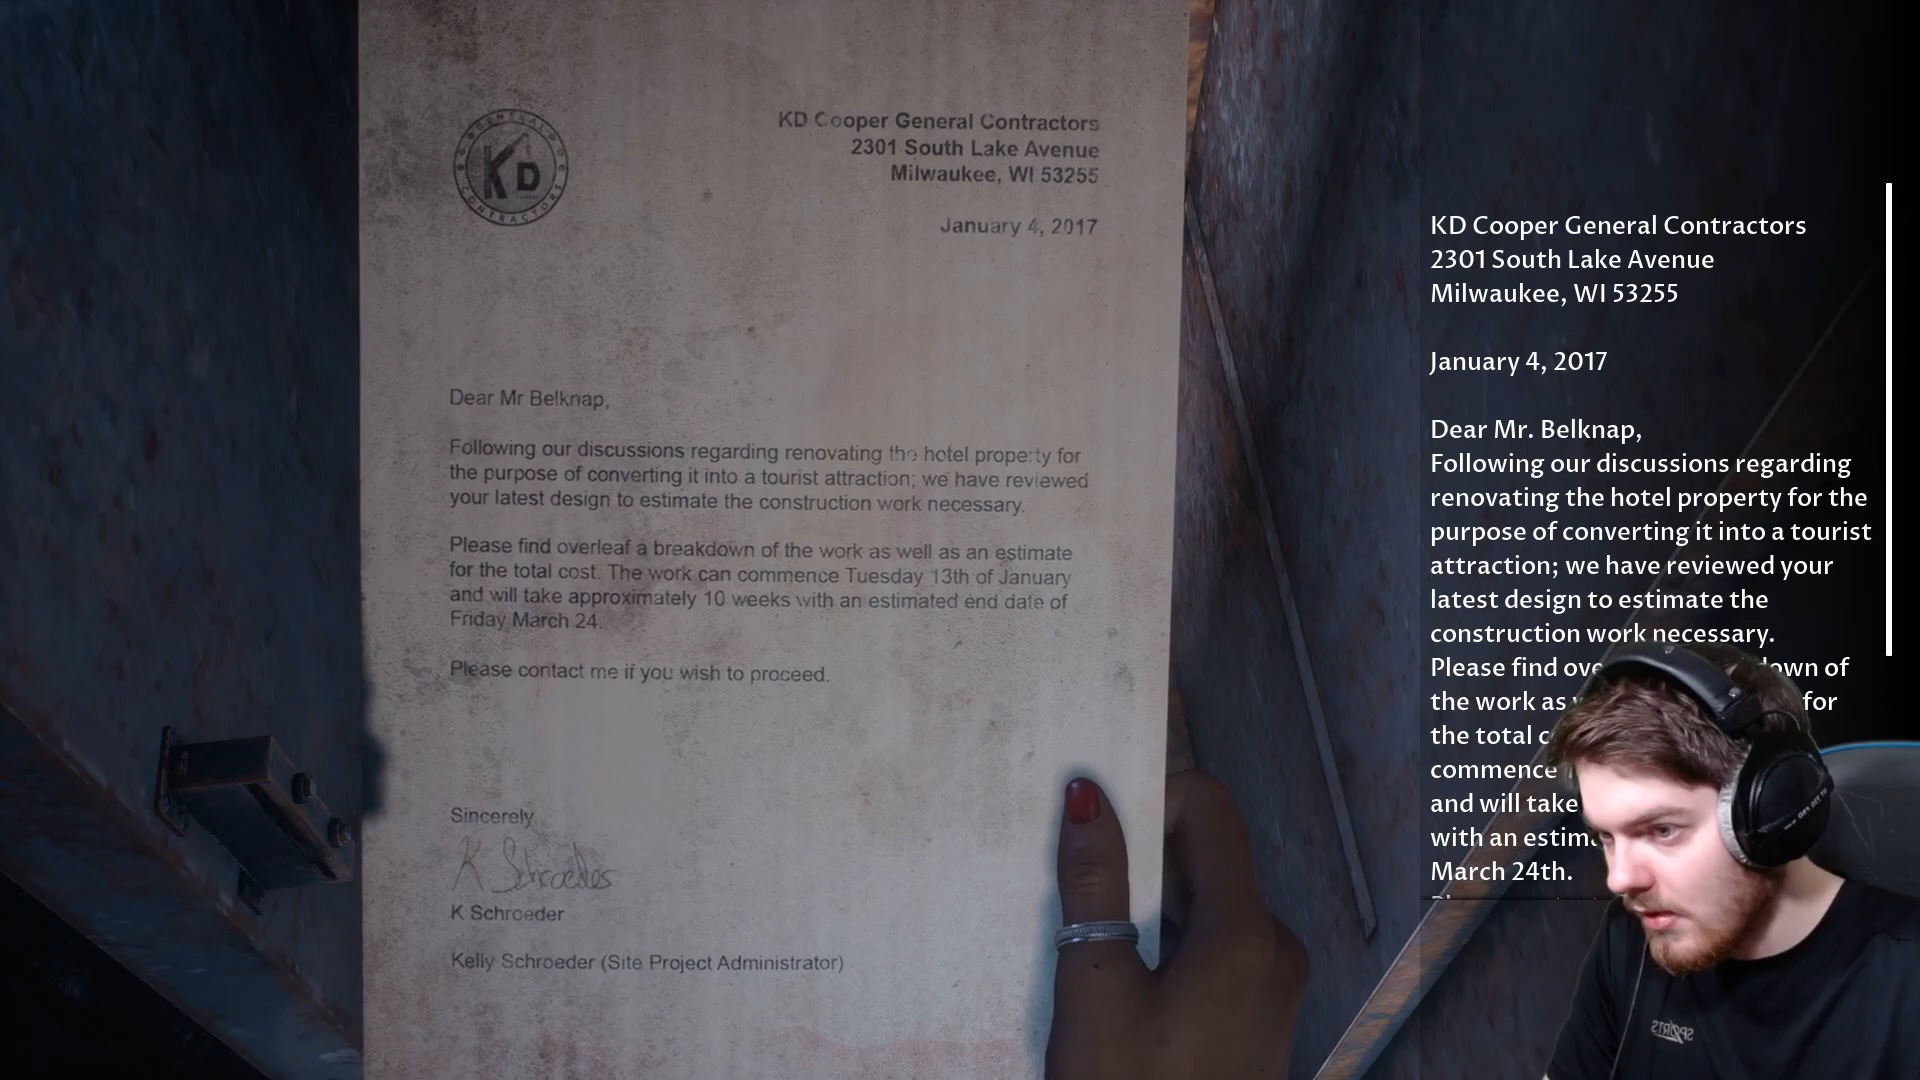 GENERAL
KD
CONTRACTORS
KD Cooper General Contractors
2301 South Lake Avenue
Milwaukee, WI 53255
January 4, 2017
Dear Mr Belknap,
Following our discussions regarding renovating the hotel property for
the purpose of converting it into a tourist attraction; we have reviewed
your latest design to estimate the construction work necessary.
Please find overleaf a breakdown of the work as well as an estimate
for the total cost. The work can commence Tuesday 13th of January
and will take approximately 10 weeks with an estimated end date of
Friday March 24.
Please contact me if you wish to proceed.
Sincerely
K Schroeder
K Schroeder
Kelly Schroeder (Site Project Administrator)
KD Cooper General Contractors
2301 South Lake Avenue
Milwaukee, WI 53255
January 4, 2017
Dear Mr. Belknap,
Following our discussions regarding
renovating the hotel property for the
purpose of converting it into a tourist
attraction; we have reviewed your
latest design to estimate the
construction work necessary.
Please find of
the work as for
the total
commence
and will take
with an
March 24th.
SPORTS